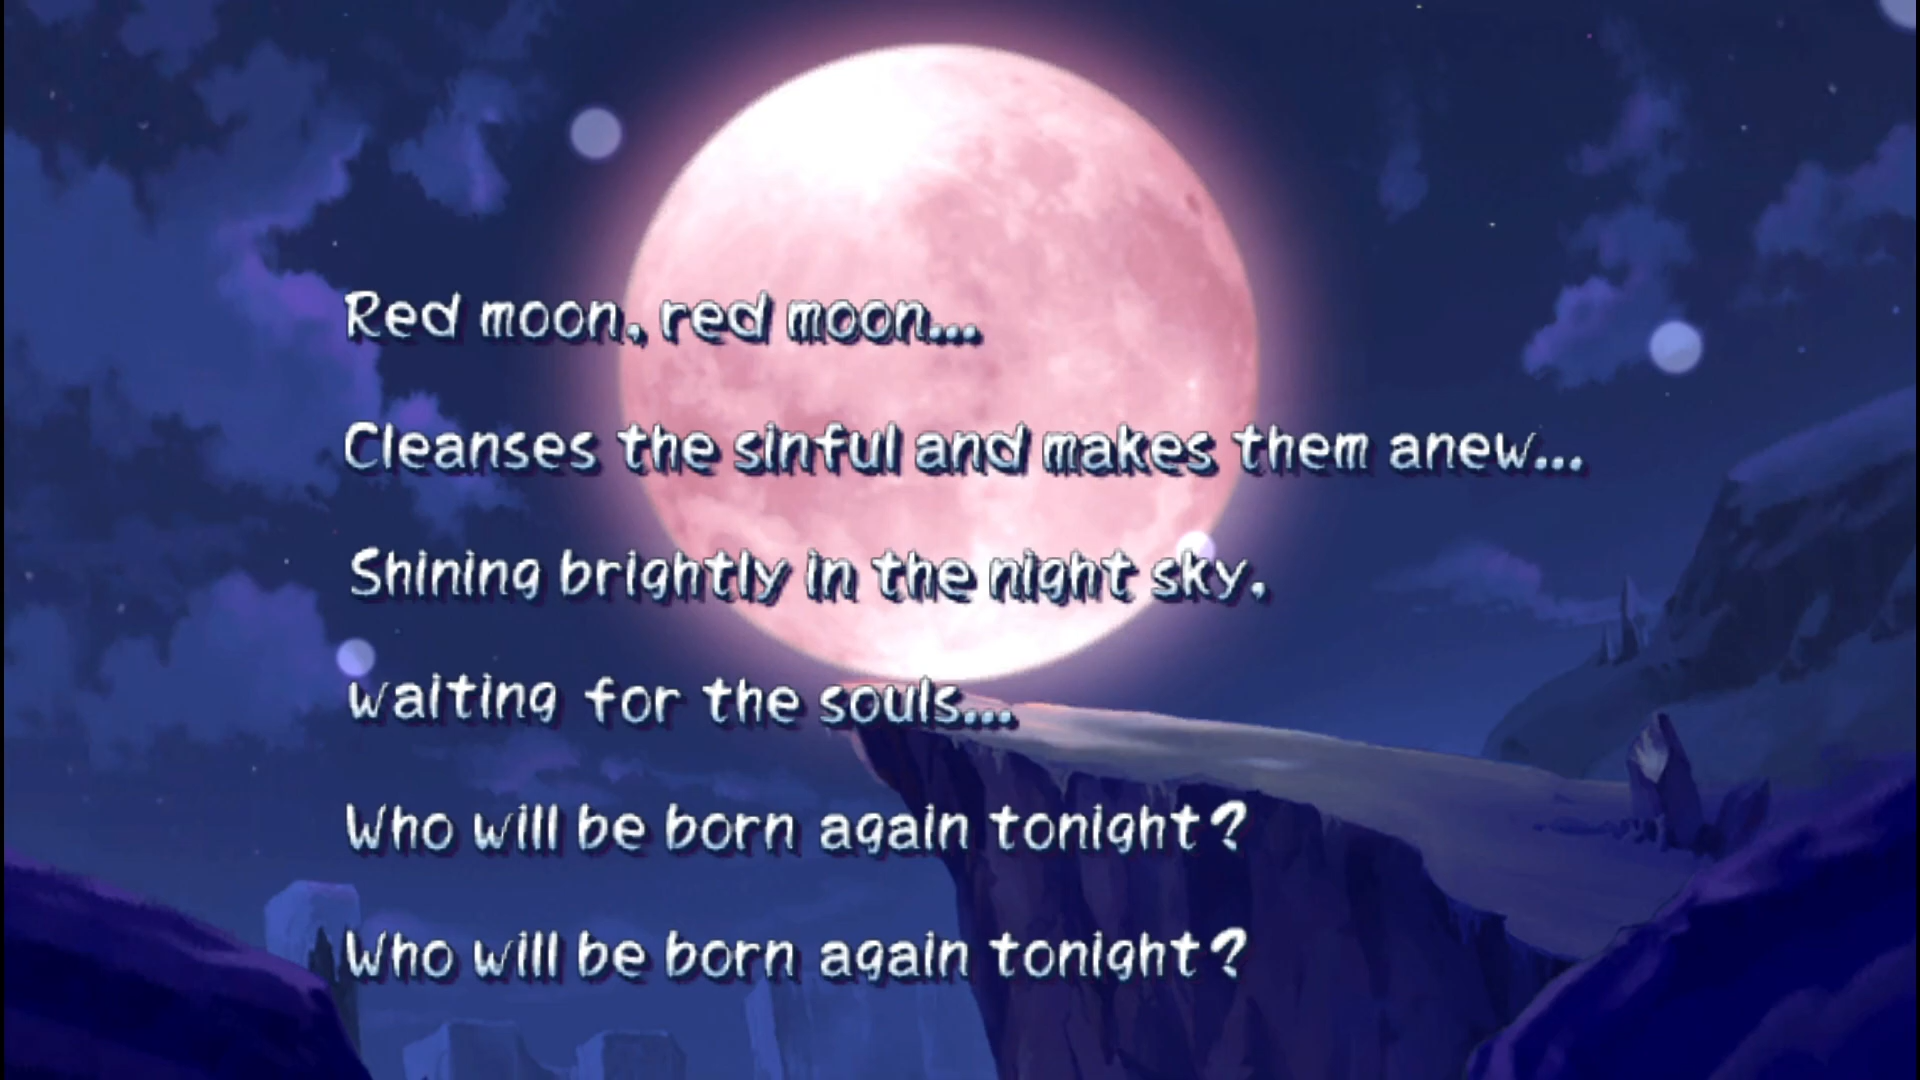 Red moon, red moon...
Cleanses the sinful and makes them anew...
Shining brightly in the night sky.
waiting for the souls...
Who will be born again tonight?
Who will be born again tonight?